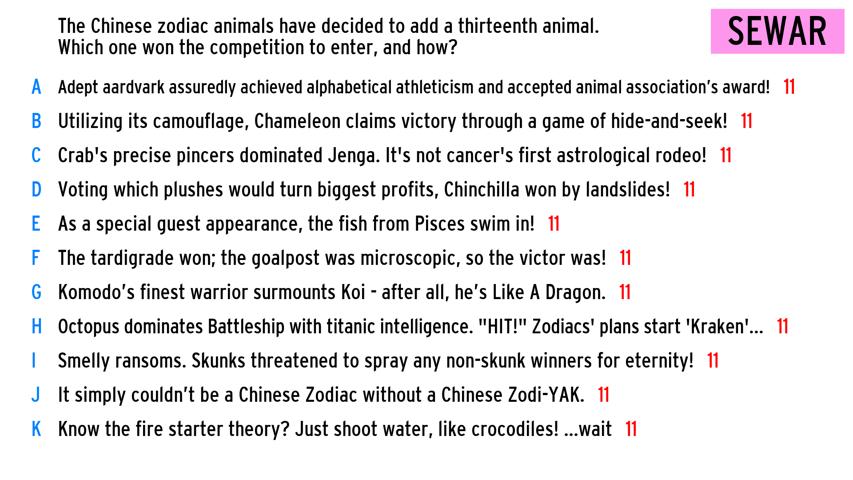 The Chinese zodiac animals have decided to add a thirteenth animal.
Which one won the competition to enter, and how?
SEWAR
A Adept aardvark assuredly achieved alphabetical athleticism and accepted animal association's award! 11
B Utilizing its camouflage, Chameleon claims victory through a game of hide-and-seek! 11
C Crab's precise pincers dominated Jenga. It's not cancer's first astrological rodeo! 11
D Voting which plushes would turn biggest profits, Chinchilla won by landslides! 11
E As a special guest appearance, the fish from Pisces swim in! 11
F The tardigrade won; the goalpost was microscopic, so the victor was! 11
G Komodo's finest warrior surmounts Koi - after all, he's Like A Dragon. 11
H Octopus dominates Battleship with titanic intelligence. "HIT!" Zodiacs' plans start 'Kraken'... 11
I Smelly ransoms. Skunks threatened to spray any non-skunk winners for eternity! 11
J It simply couldn't be a Chinese Zodiac without a Chinese Zodi-YAK. 11
K Know the fire starter theory? Just shoot water, like crocodiles! ...wait 11